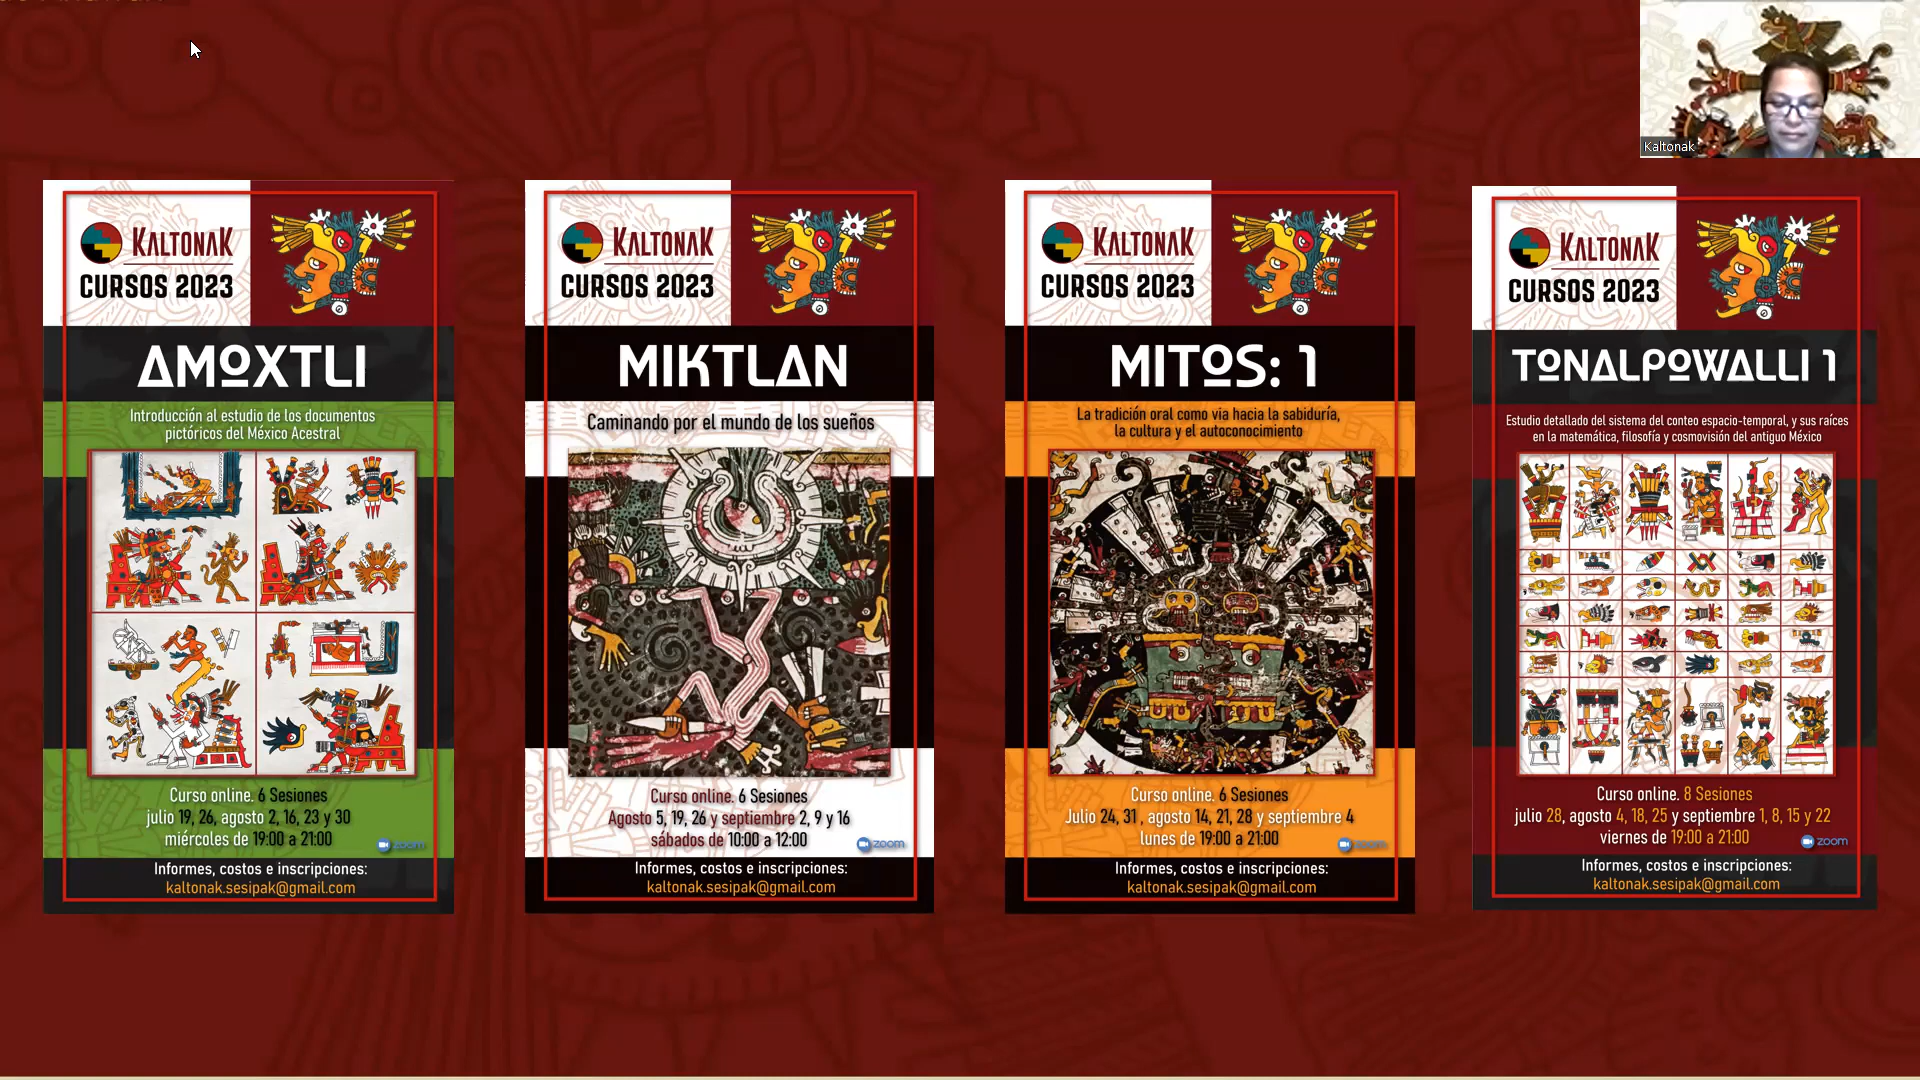 Kaltonak
KALTONAK
CURSOS 2023
AMOXTLI
Introducción al estudio de los documentos
pictóricos del México Acestral
Curso online. 6 Sesiones
julio 19, 26, agosto 2, 16, 23 y 30
miércoles de 19:00 a 21:00
zoom
Informes, costos e inscripciones:
kaltonak.sesipak@gmail.com
KALTONAK
CURSOS 2023
MIKTLAN
Caminando por el mundo de los sueños
Curso online. 6 Sesiones
Agosto 5, 19, 26 y septiembre 2, 9 y 16
sábados de 10:00 a 12:00
zoom
Informes, costos e inscripciones:
kaltonak.sesipak@gmail.com
KALTONAK
CURSOS 2023
MITOS: 1
La tradición oral como via hacia la sabiduría,
la cultura y el autoconocimiento
Curso online. 6 Sesiones
Julio 24, 31 , agosto 14, 21, 28 y septiembre 4
lunes de 19:00 a 21:00
zoom
Informes, costos e inscripciones:
kaltonak.sesipak@gmail.com
KALTONAK
CURSOS 2023
TONALPOWALLI 1
Estudio detallado del sistema del conteo espacio-temporal, y sus raíces
en la matemática, filosofía y cosmovisión del antiguo México
Curso online. 8 Sesiones
julio 28, agosto 4, 18, 25 y septiembre 1, 8, 15 y 22
viernes de 19:00 a 21:00
zoom
Informes, costos e inscripciones:
kaltonak.sesipak@gmail.com